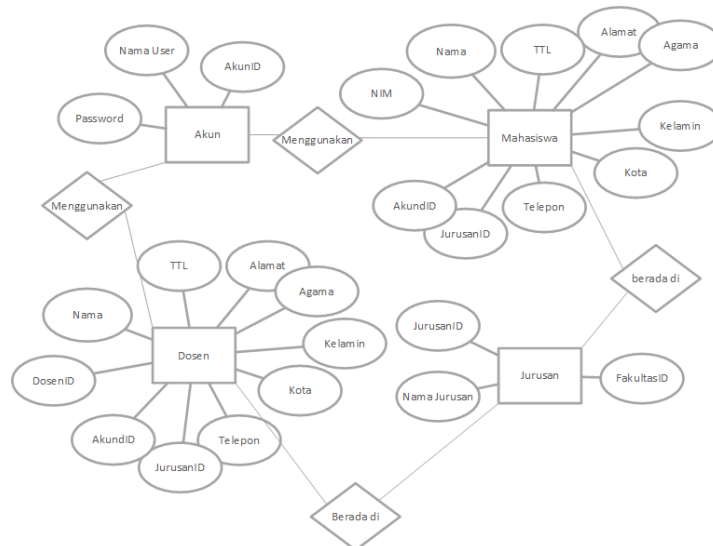 Nama User
AkunID
Password
Akun
Menggunakan
Nama
TTL
Alamat
Agama
NIM
Mahasiswa
Kelamin
Kota
AkundID
JurusanID
Telepon
Menggunakan
berada di
TTL
Alamat
Agama
Nama
Kelamin
Dosen
DosenID
Kota
AkundID
JurusanID
Telepon
JurusanID
Jurusan
FakultasID
Nama Jurusan
Berada di